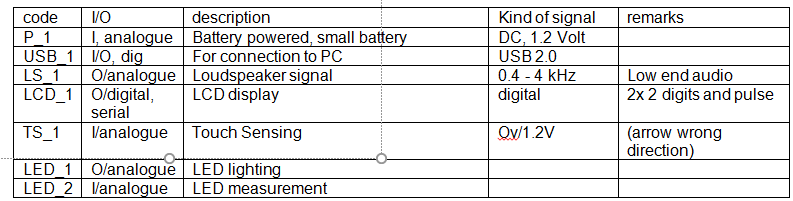 code I/O description Kind of signal remarks
P_1 I, analogue Battery powered, small battery DC, 1.2 Volt
USB_1 I/O, dig For connection to PC USB 2.0
LS_1 O/analogue Loudspeaker signal 0.4 - 4 kHz Low end audio
LCD_1 O/digital, LCD display digital 2x 2 digits and pulse
serial
TS_1 I/analogue Touch Sensing Ov/1.2V (arrow wrong
direction)
LED_1 O/analogue LED lighting
LED_2 I/analogue LED measurement